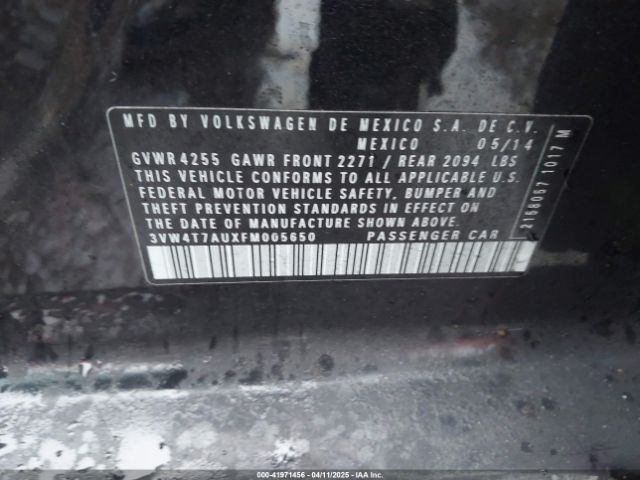 MFD BY VOLKSWAGEN DE MEXICO S.A. DE C.V.
MEXICO 05/14
GVWR 4255 GAWR FRONT 2271 / REAR 2094 LBS
THIS VEHICLE CONFORMS TO ALL APPLICABLE U.S.
FEDERAL MOTOR VEHICLE SAFETY, BUMPER AND
THEFT PREVENTION STANDARDS IN EFFECT ON
THE DATE OF MANUFACTURE SHOWN ABOVE.
3VW4T7AUXFM005650 PASSENGER CAR
2158057 1017 M
000-41971456 - 04/11/2025 - IAA Inc.